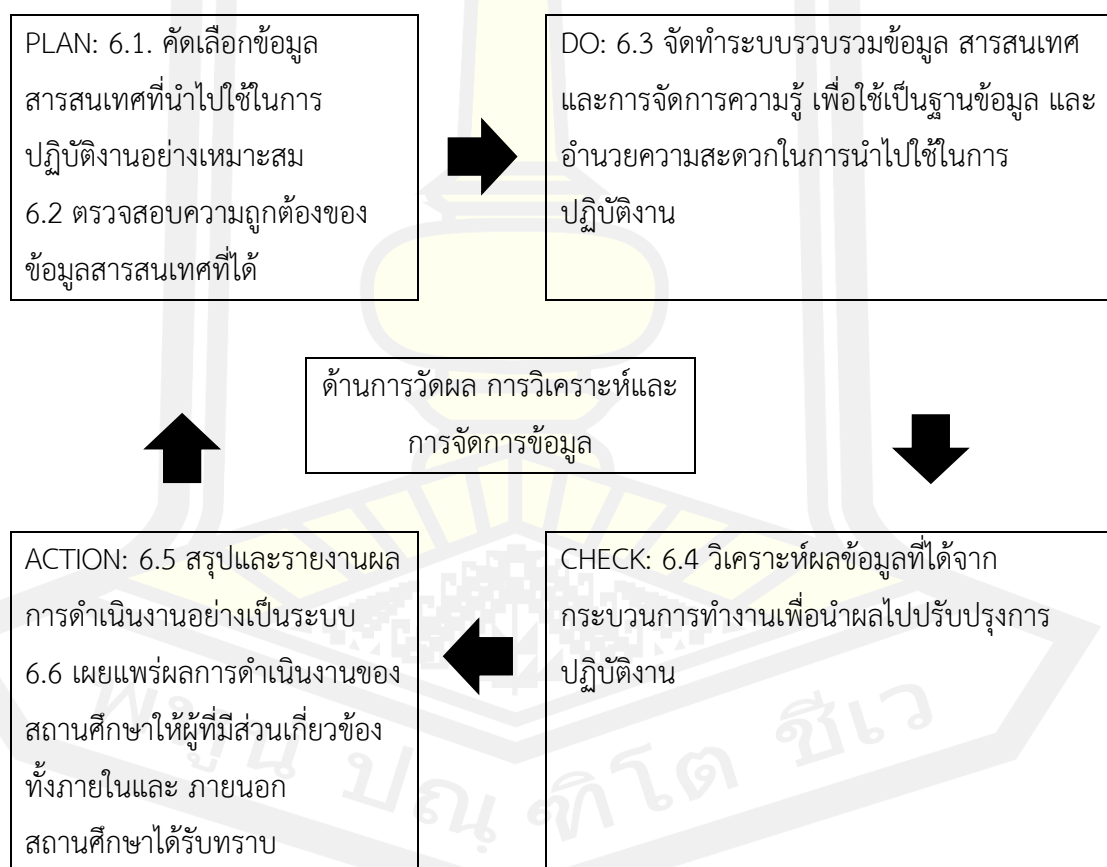 PLAN: 6.1. คัดเลือกข้อมูล
สารสนเทศที่นำไปใช้ในการ
ปฏิบัติงานอย่างเหมาะสม
6.2 ตรวจสอบความถูกต้องของ
ข้อมูลสารสนเทศที่ได้
DO: 6.3 จัดทำระบบรวบรวมข้อมูล สารสนเทศ
และการจัดการความรู้ เพื่อใช้เป็นฐานข้อมูล และ
อำนวยความสะดวกในการนำไปใช้ในการ
ปฏิบัติงาน
ด้านการวัดผล การวิเคราะห์และ
การจัดการข้อมูล
ACTION: 6.5 สรุปและรายงานผล
การดำเนินงานอย่างเป็นระบบ
6.6 เผยแพร่ผลการดำเนินงานของ
สถานศึกษาให้ผู้ที่มีส่วนเกี่ยวข้อง
ทั้งภายในและ ภายนอก
สถานศึกษาได้รับทราบ
CHECK: 6.4 วิเคราะห์ผลข้อมูลที่ได้จาก
กระบวนการทำงานเพื่อนำผลไปปรับปรุงการ
ปฏิบัติงาน
พหูน ปณฺฑิโต ชีเว